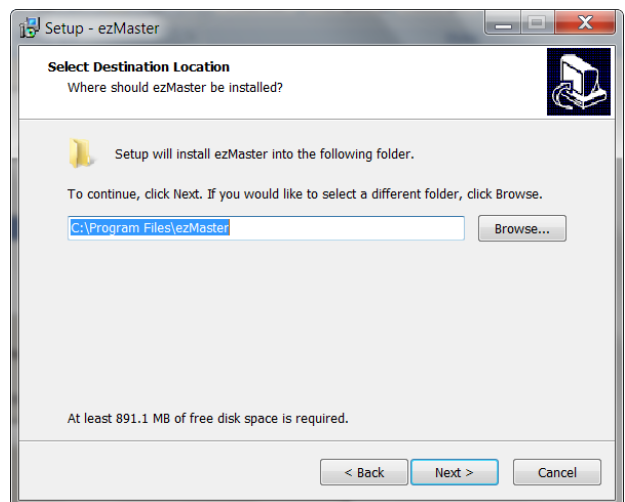 Setup - ezMaster
Select Destination Location
Where should ezMaster be installed?
Setup will install ezMaster into the following folder.
To continue, click Next. If you would like to select a different folder, click Browse.
C:\Program Files\ezMaster
Browse...
At least 891.1 MB of free disk space is required.
< Back Next > Cancel